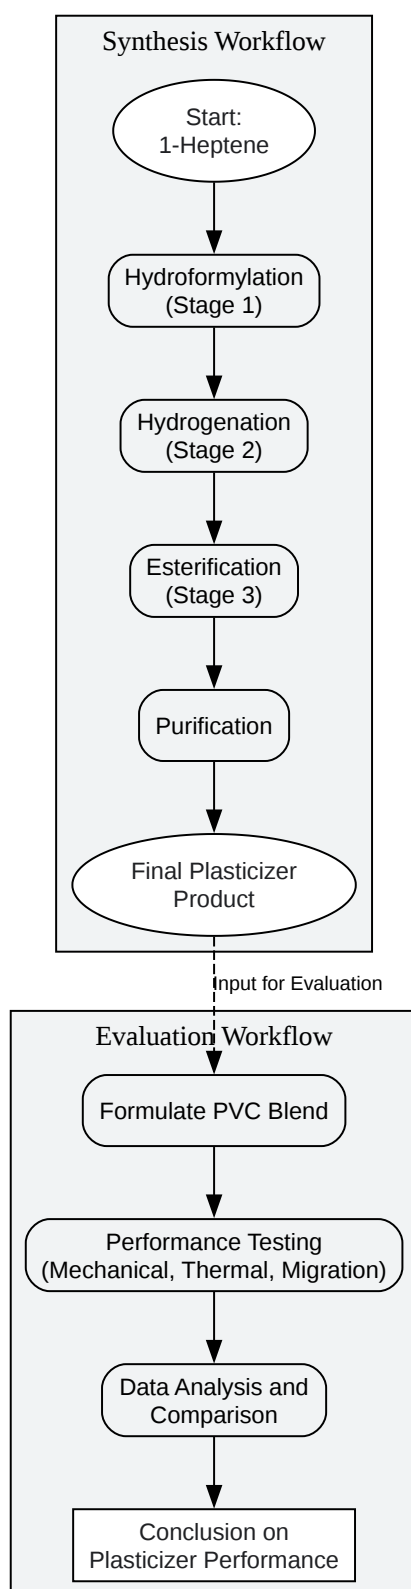 Synthesis Workflow
Start:
1-Heptene
Hydroformylation
(Stage 1)
Hydrogenation
(Stage 2)
Esterification
(Stage 3)
Purification
Final Plasticizer
Product
Input for Evaluation
Evaluation Workflow
Formulate PVC Blend
Performance Testing
(Mechanical, Thermal, Migration)
Data Analysis and
Comparison
Conclusion on
Plasticizer Performance